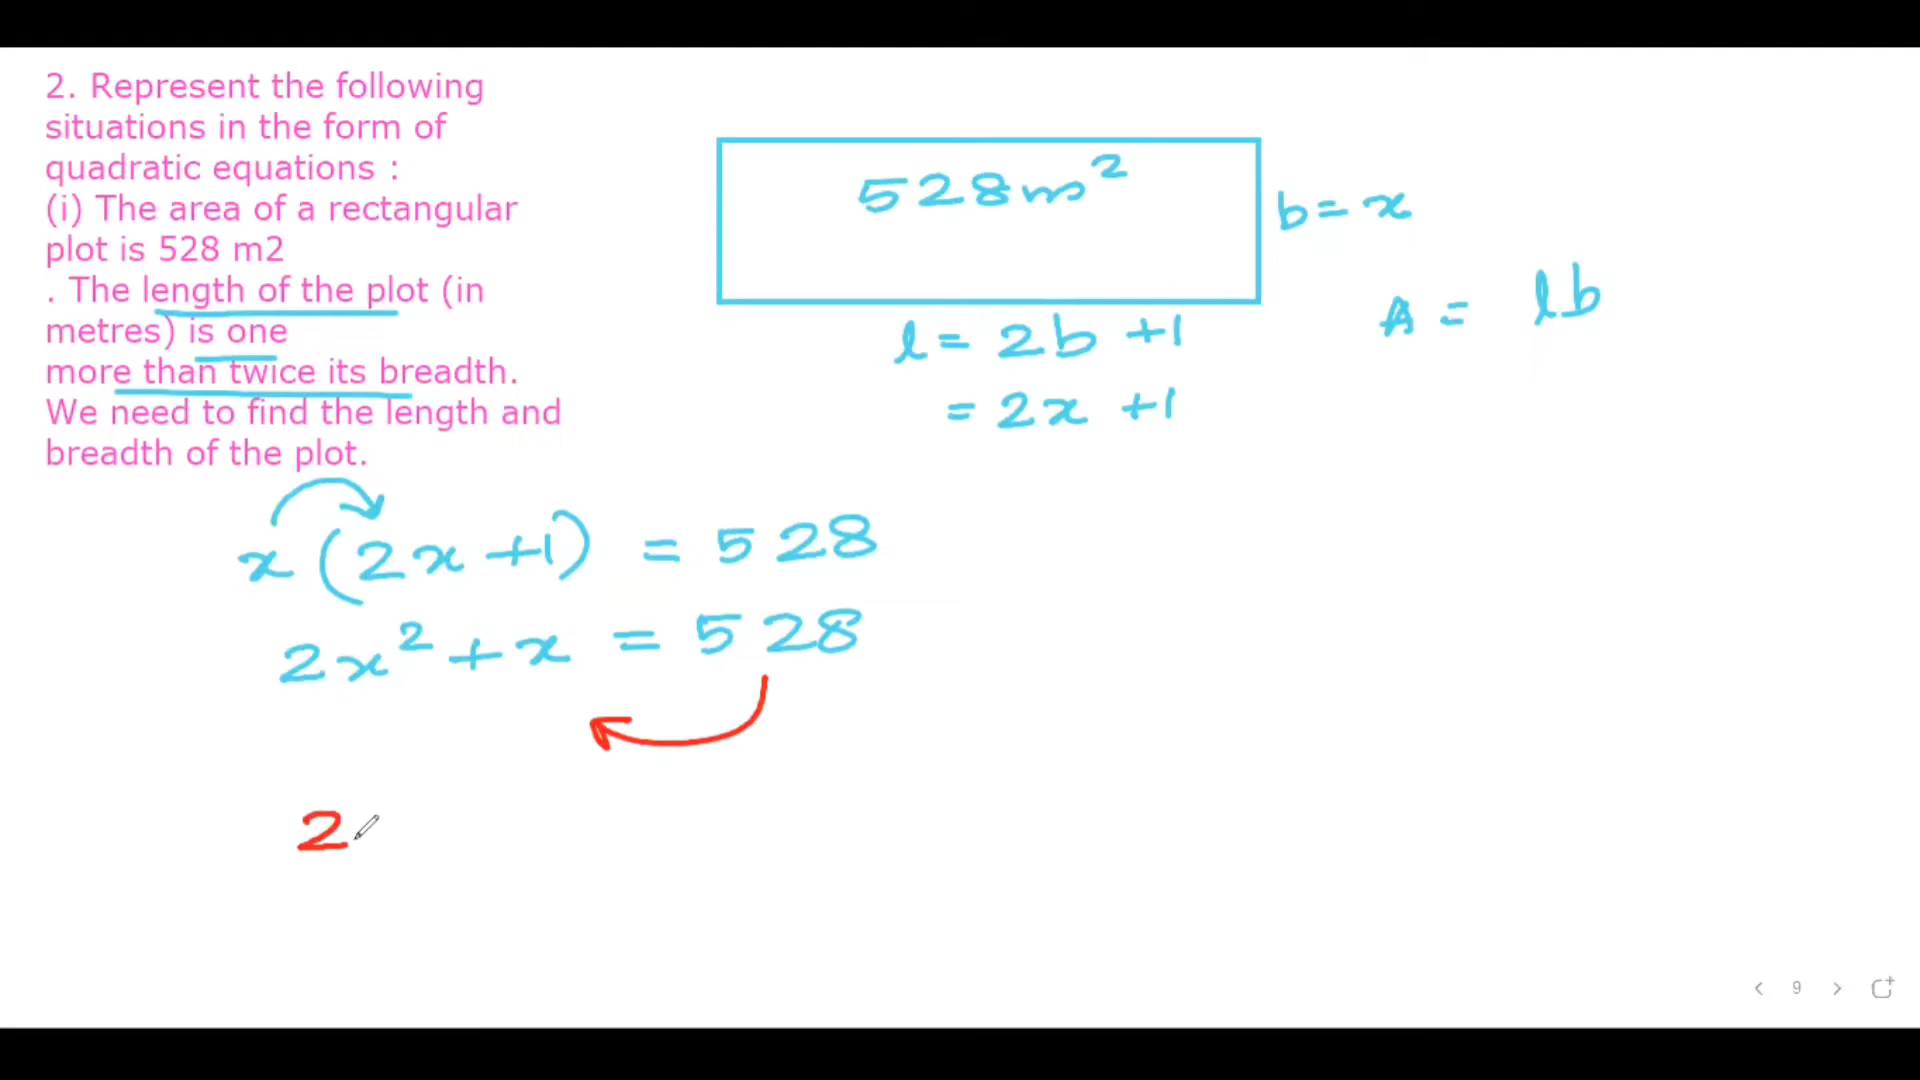 2. Represent the following
situations in the form of
quadratic equations :
(i) The area of a rectangular
plot is 528 m2
. The length of the plot (in
metres) is one
more than twice its breadth.
We need to find the length and
breadth of the plot.
528m²
b = x
l = 2b + 1
= 2x + 1
A = lb
x (2x + 1) = 528
2x² + x = 528
2
< 9 >